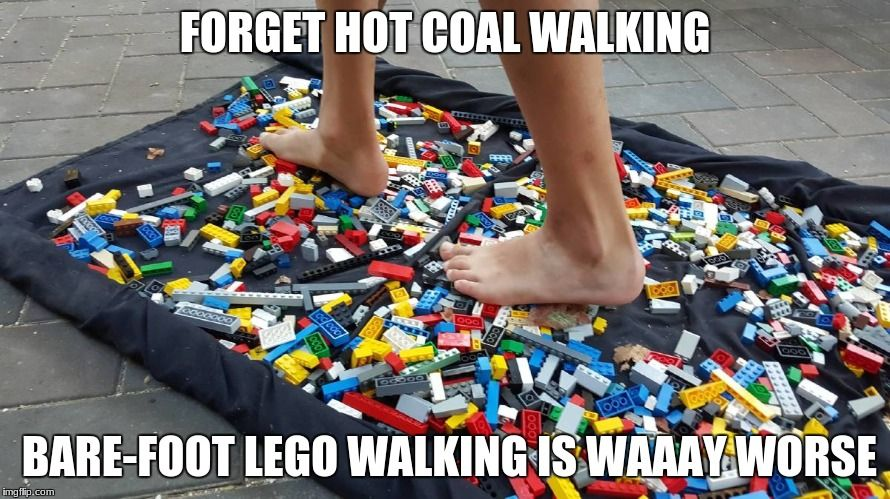 FORGET HOT COAL WALKING
BARE-FOOT LEGO WALKING IS WAAAY WORSE
imgflip.com